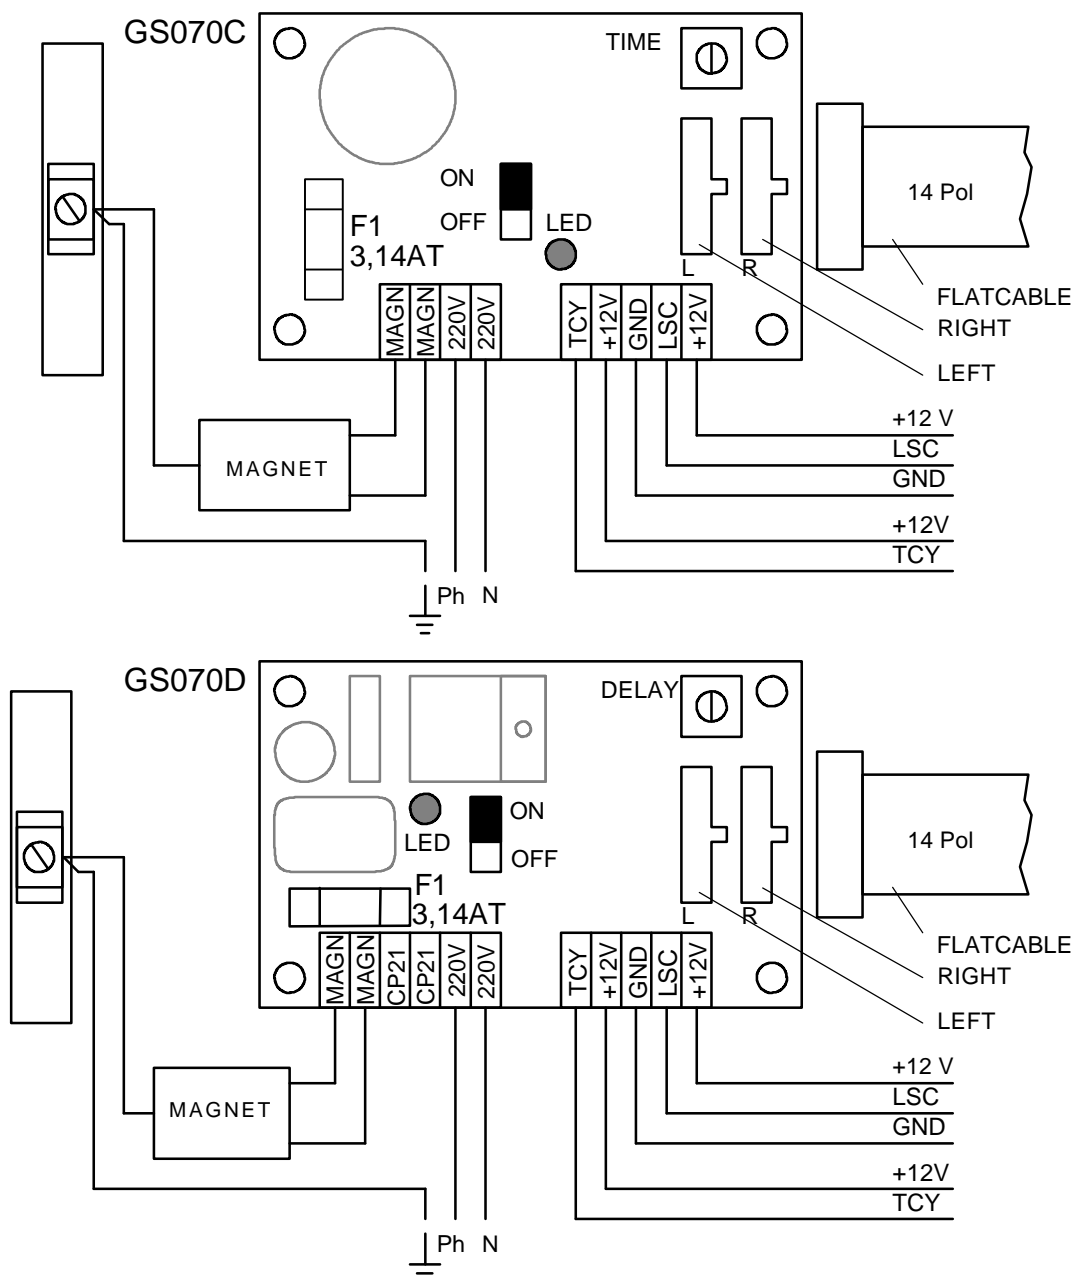 GS070C
TIME
ON
OFF
LED
F1
3,14AT
14 Pol
L
R
MAGN
MAGN
220V
220V
TCY
+12V
GND
LSC
+12V
FLATCABLE
RIGHT
LEFT
MAGNET
+12 V
LSC
GND
+12V
TCY
Ph N
GS070D
DELAY
ON
LED
OFF
F1
3,14AT
14 Pol
L
R
MAGN
MAGN
CP21
CP21
220V
220V
TCY
+12V
GND
LSC
+12V
FLATCABLE
RIGHT
LEFT
MAGNET
+12 V
LSC
GND
+12V
TCY
Ph N